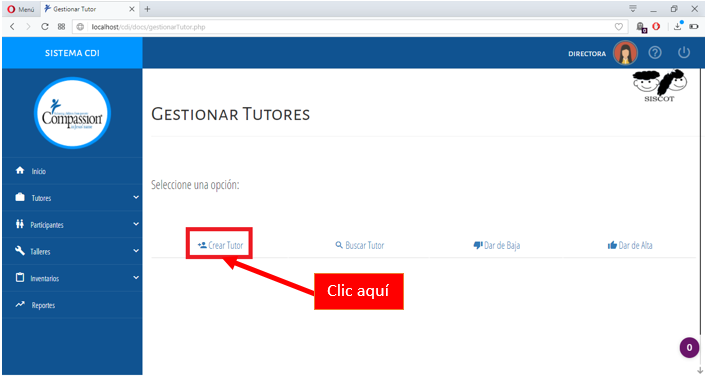 Menú
Gestionar Tutor
localhost/cdi/docs/gestionarTutor.php
SISTEMA CDI
DIRECTORA
Compassion
SISCOT
GESTIONAR TUTORES
Inicio
Seleccione una opción:
Tutores
Participantes
Talleres
Crear Tutor
Buscar Tutor
Dar de Baja
Dar de Alta
Inventarios
Clic aquí
Reportes
0